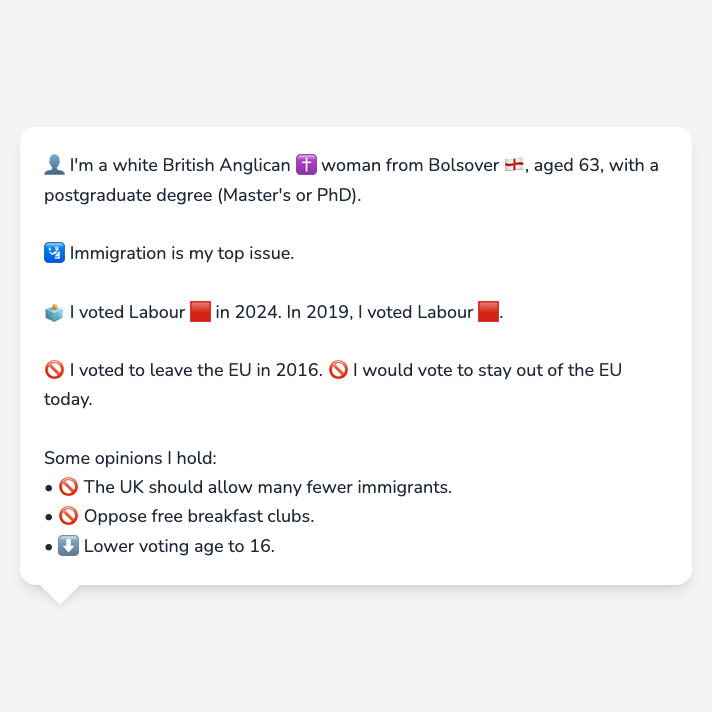 👤 I'm a white British Anglican ✝️ woman from Bolsover 🏴󠁧󠁢󠁥󠁮󠁧󠁿, aged 63, with a
postgraduate degree (Master's or PhD).
🛂 Immigration is my top issue.
🗳️ I voted Labour 🟥 in 2024. In 2019, I voted Labour 🟥.
🚫 I voted to leave the EU in 2016. 🚫 I would vote to stay out of the EU
today.
Some opinions I hold:
• 🚫 The UK should allow many fewer immigrants.
• 🚫 Oppose free breakfast clubs.
• ⬇️ Lower voting age to 16.